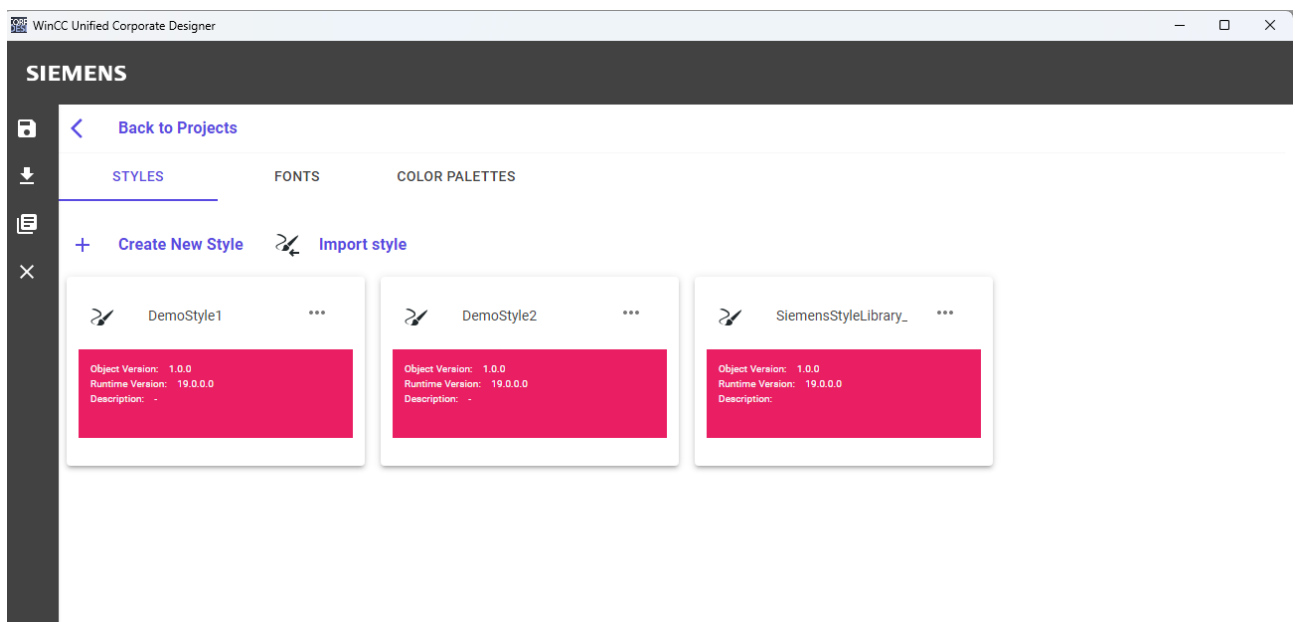 WinCC Unified Corporate Designer
SIEMENS
Back to Projects
STYLES FONTS COLOR PALETTES
+ Create New Style Import style
DemoStyle1 ... DemoStyle2 ... SiemensStyleLibrary_ ...
Object Version: 1.0.0 Object Version: 1.0.0 Object Version: 1.0.0
Runtime Version: 19.0.0.0 Runtime Version: 19.0.0.0 Runtime Version: 19.0.0.0
Description: - Description: - Description: